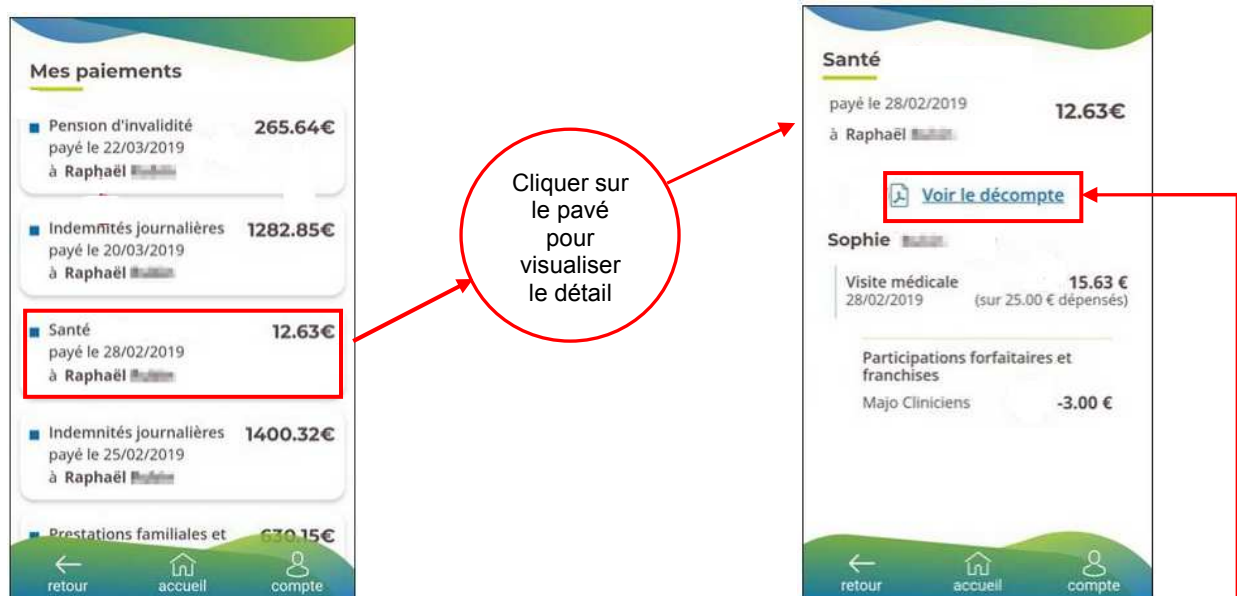 Mes paiements
Pension d'invalidité 265.64€
payé le 22/03/2019
à Raphaël
Indemnités journalières 1282.85€
payé le 20/03/2019
à Raphaël
Santé 12.63€
payé le 28/02/2019
à Raphaël
Indemnités journalières 1400.32€
payé le 25/02/2019
à Raphaël
Prestations familiales et 630.15€
retour accueil compte
Cliquer sur
le pavé
pour
visualiser
le détail
Santé
payé le 28/02/2019 12.63€
à Raphaël
Voir le décompte
Sophie
Visite médicale 15.63 €
28/02/2019 (sur 25.00 € dépensés)
Participations forfaitaires et
franchises
Majo Cliniciens -3.00 €
retour accueil compte